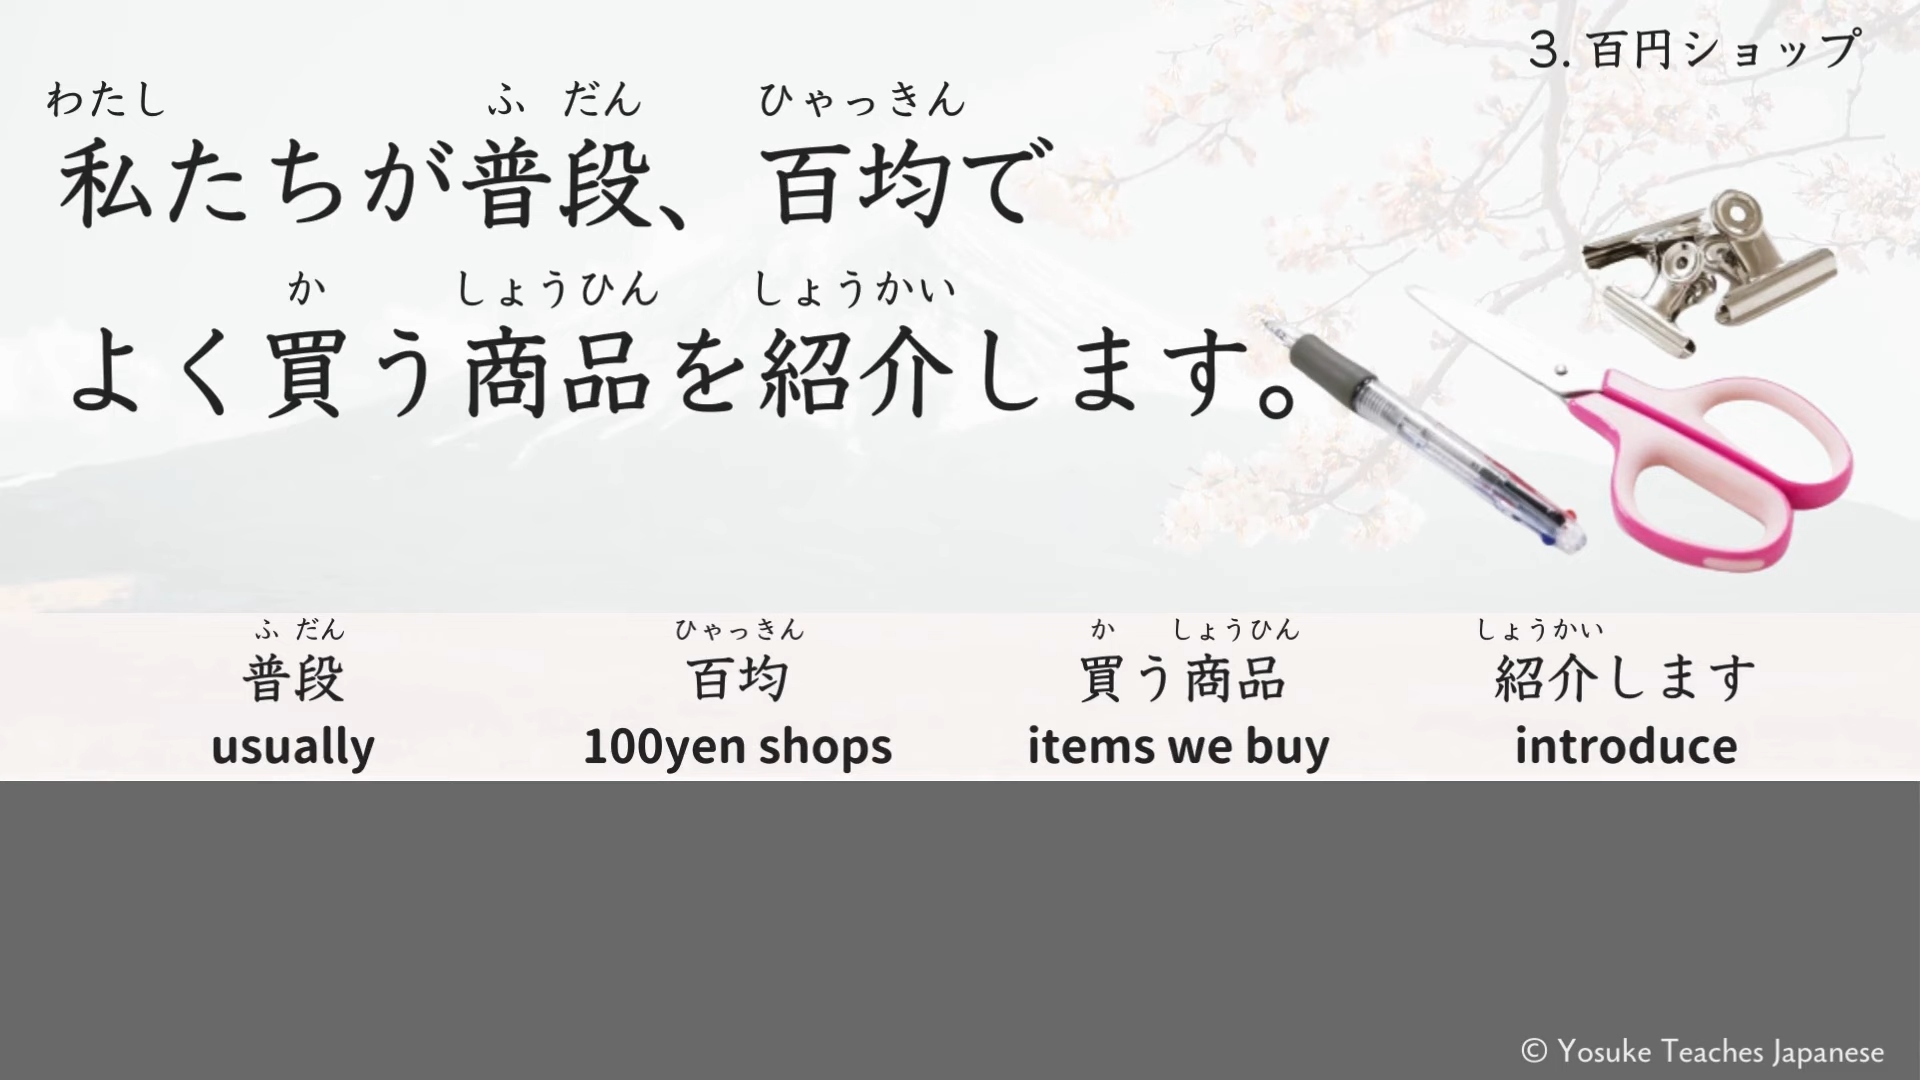 3. 百円ショップ
わたし ふ だん ひゃっきん
私たちが普段、百均で
か しょうひん しょうかい
よく買う商品を紹介します。
ふ だん ひゃっきん か しょうひん しょうかい
普段 百均 買う商品 紹介します
usually 100yen shops items we buy introduce
© Yosuke Teaches Japanese